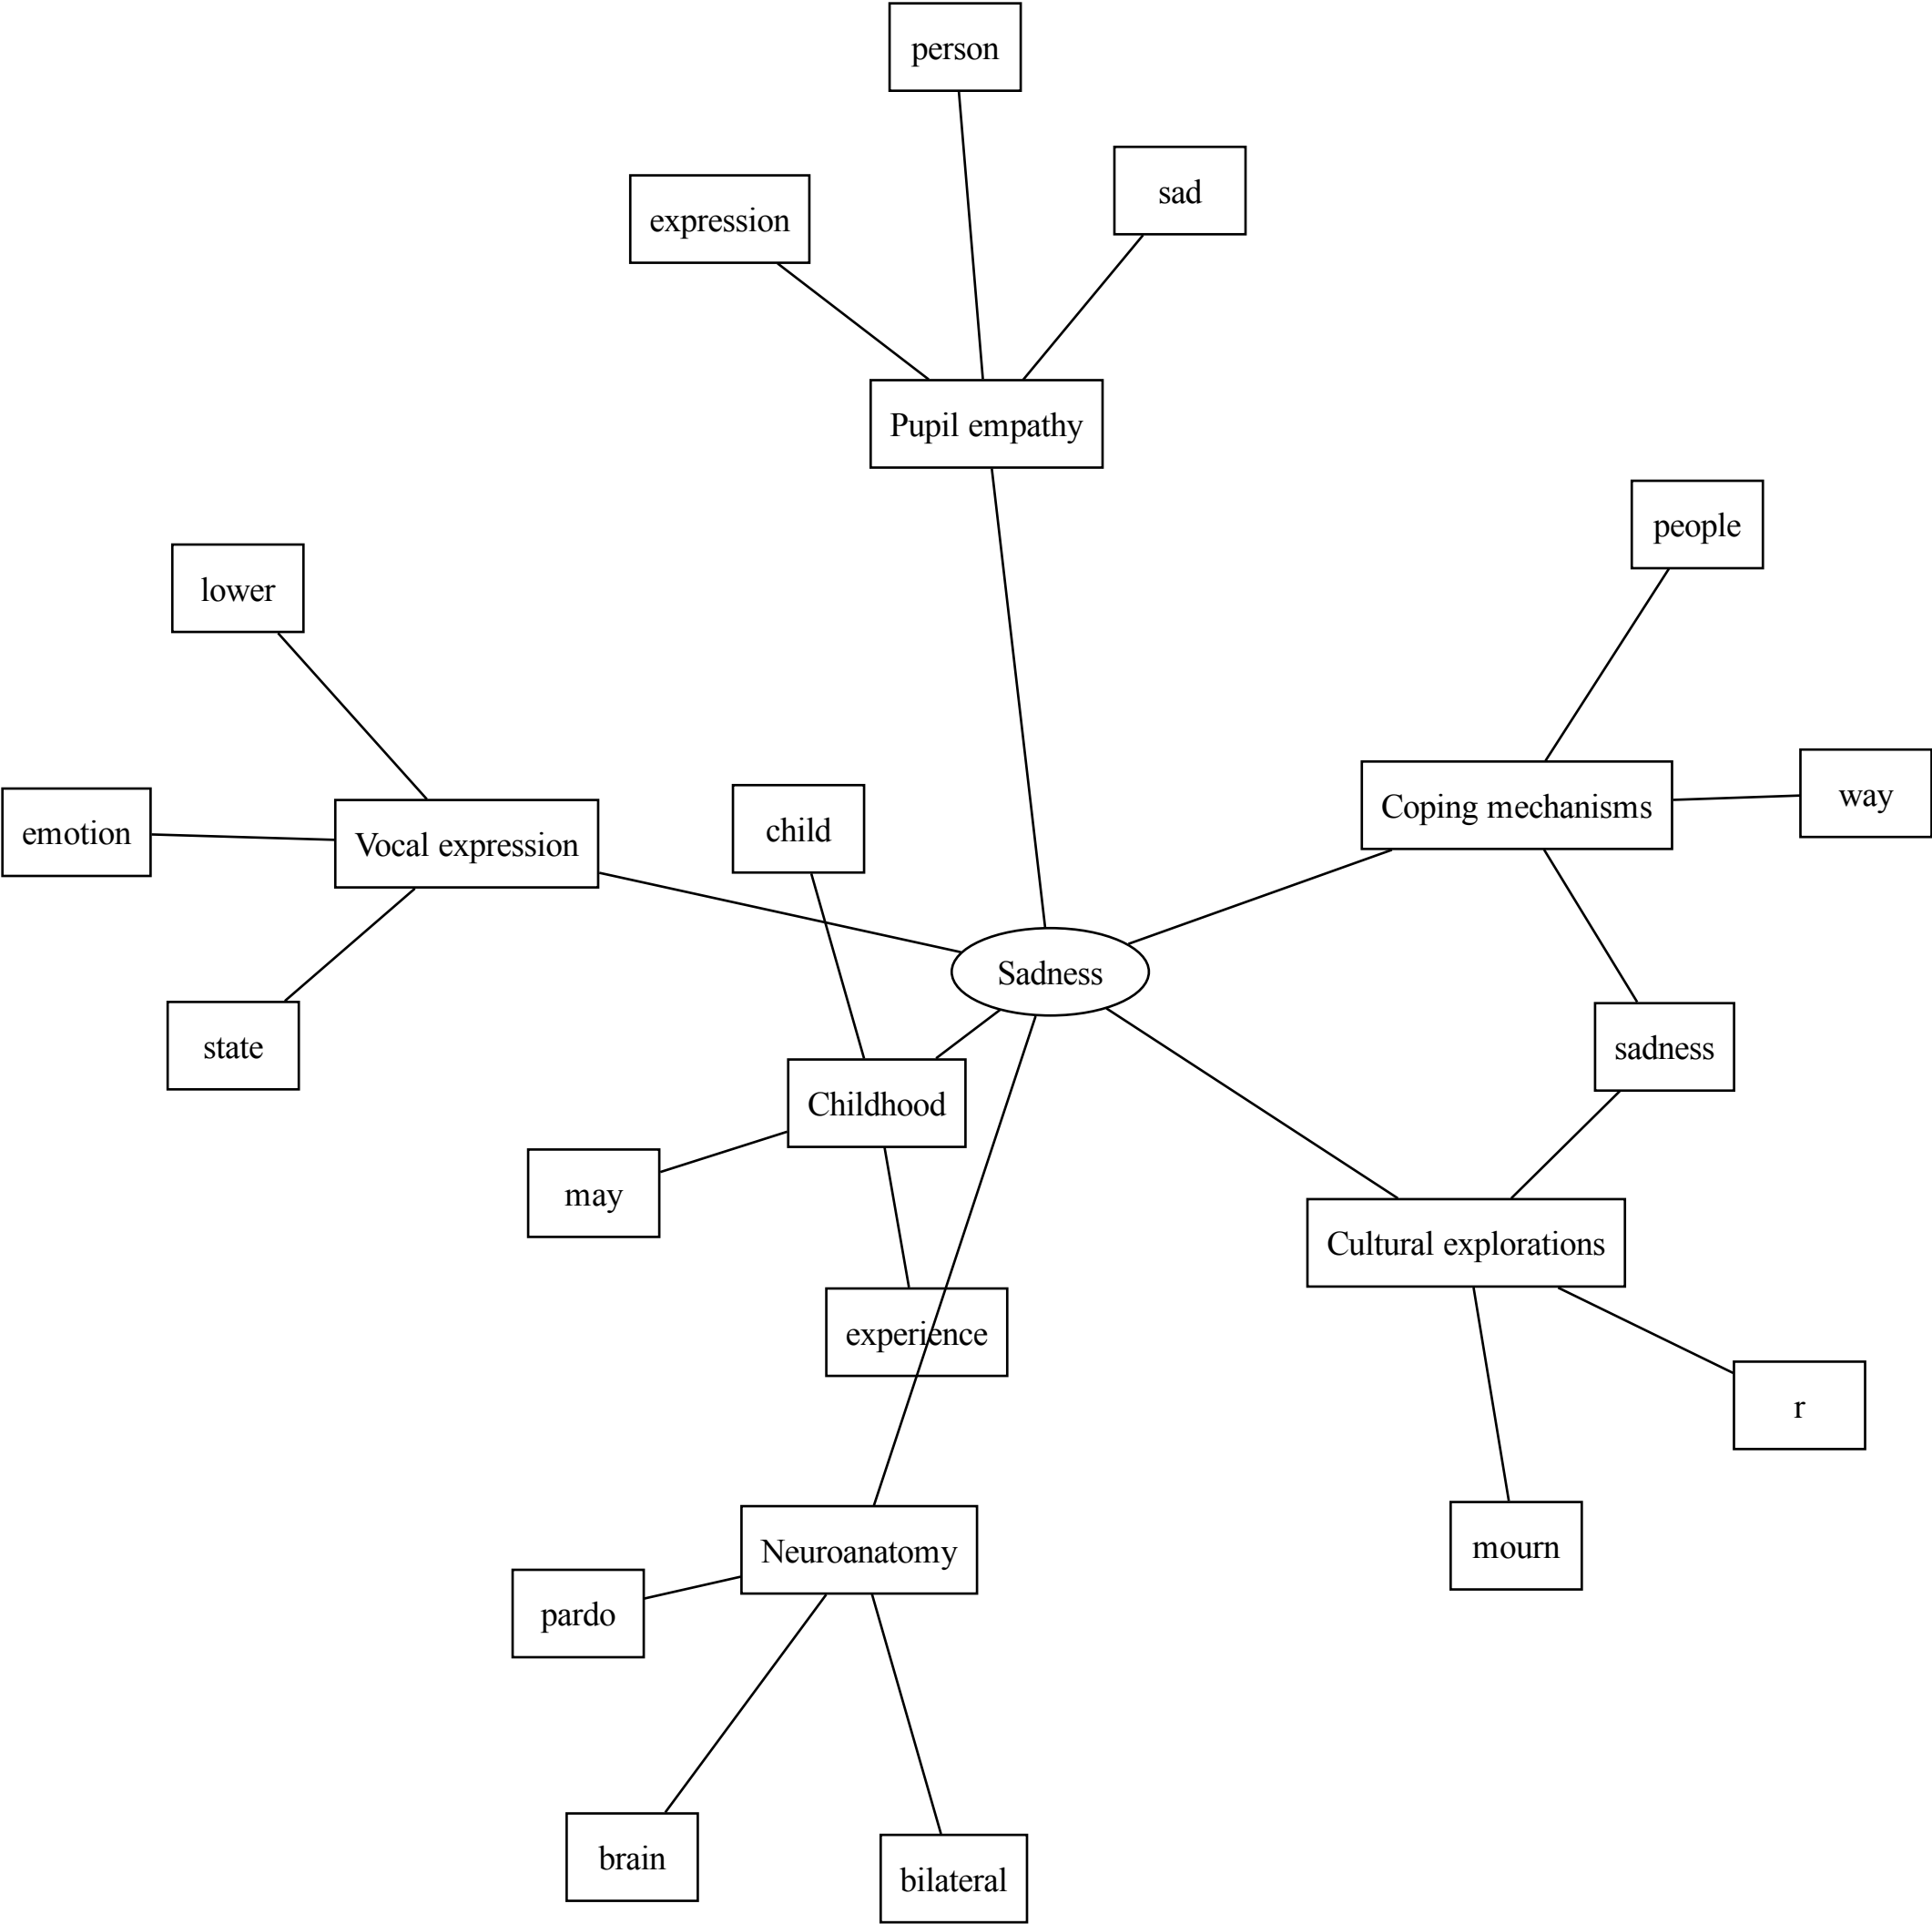 person
sad
expression
Pupil empathy
people
lower
way
Coping mechanisms
child
emotion
Vocal expression
Sadness
state
sadness
Childhood
may
Cultural explorations
experience
r
mourn
Neuroanatomy
pardo
brain
bilateral